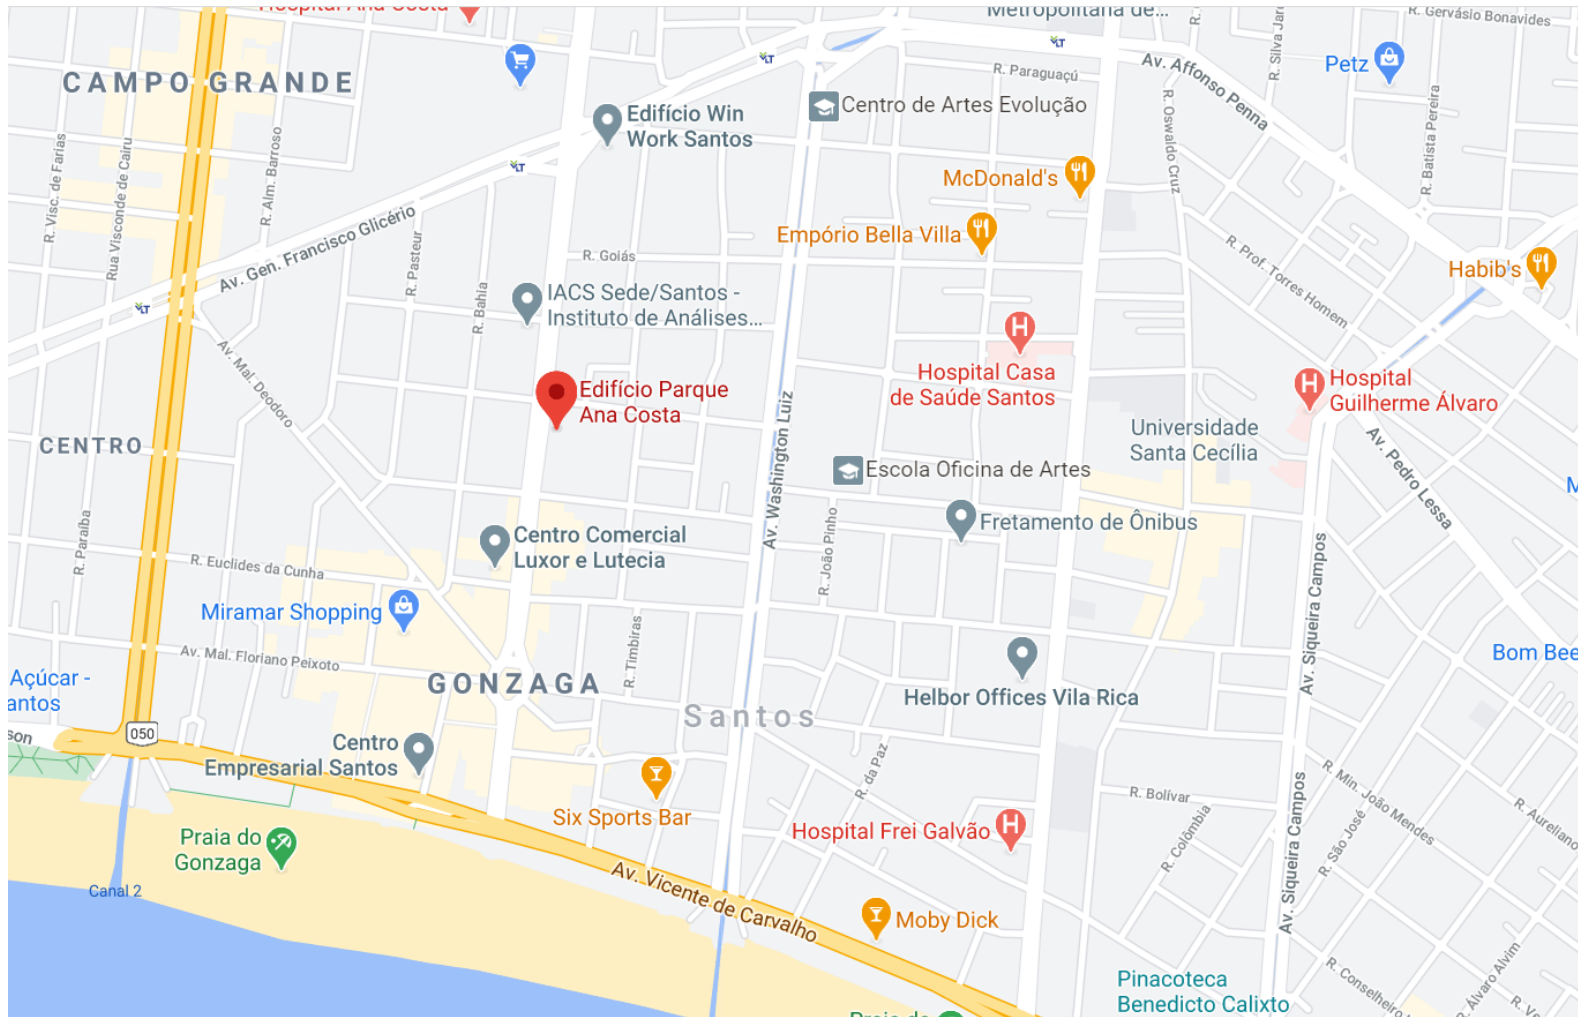 Hospital Ana Costa
Metropolitana de...
R. Gervásio Bonavides
CAMPO GRANDE
R. Paraguaçú
Av. Affonso Penna
R. Silva Jard
Petz
Edifício Win
Work Santos
Centro de Artes Evolução
R. Oswaldo Cruz
R. Batista Pereira
R. Visc. de Farias
Rua Visconde de Cairu
R. Alm. Barroso
McDonald's
Empório Bella Villa
R. Goiás
Av. Gen. Francisco Glicério
R. Pasteur
R. Bahia
R. Prof. Torres Homem
Habib's
IACS Sede/Santos -
Instituto de Análises...
Av. Mal. Deodoro
Edifício Parque
Ana Costa
Hospital Casa
de Saúde Santos
Hospital
Guilherme Álvaro
CENTRO
Av. Washington Luiz
Universidade
Santa Cecília
Av. Pedro Lessa
Escola Oficina de Artes
R. Paraíba
Centro Comercial
Luxor e Lutecia
R. João Pinho
Fretamento de Ônibus
R. Euclides da Cunha
Miramar Shopping
Av. Siqueira Campos
R. Timbiras
Av. Mal. Floriano Peixoto
Bom Bee
Açúcar -
antos
GONZAGA
Helbor Offices Vila Rica
Santos
050
son
Centro
Empresarial Santos
R. da Paz
Six Sports Bar
R. Bolívar
R. Min. João Mendes
R. Aureliano
Hospital Frei Galvão
R. Colômbia
R. São José
Av. Siqueira Campos
Praia do
Gonzaga
Canal 2
Av. Vicente de Carvalho
Moby Dick
Pinacoteca
Benedicto Calixto
R. Conselheiro
R. Álvaro Alvim
Praia do